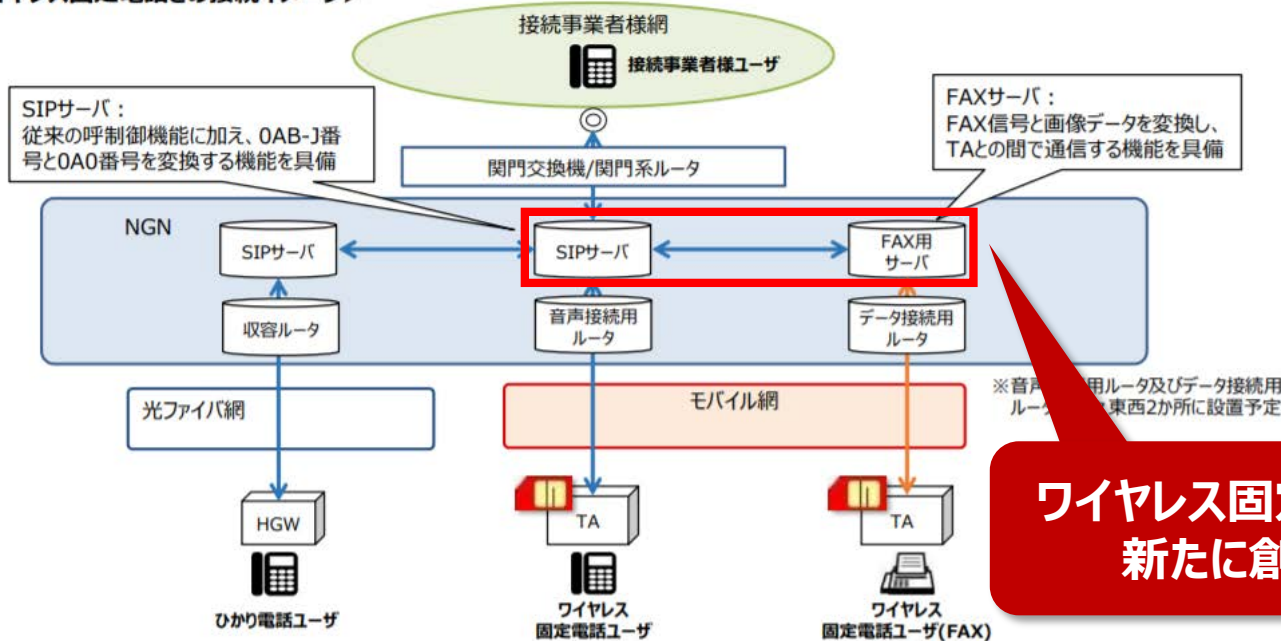 接続事業者様網
接続事業者様ユーザ
SIPサーバ：
従来の呼制御機能に加え、0AB-J番
号と0A0番号を変換する機能を具備
FAXサーバ：
FAX信号と画像データを変換し、
TAとの間で通信する機能を具備
関門交換機/関門系ルータ
NGN
SIPサーバ
SIPサーバ
FAX用
サーバ
収容ルータ
音声接続用
ルータ
データ接続用
ルータ
※音声
用ルータ及びデータ接続用
ルー
東西2か所に設置予定
光ファイバ網
モバイル網
HGW
TA
TA
ワイヤレス固定
新たに創
ひかり電話ユーザ
ワイヤレス
固定電話ユーザ
ワイヤレス
固定電話ユーザ(FAX)